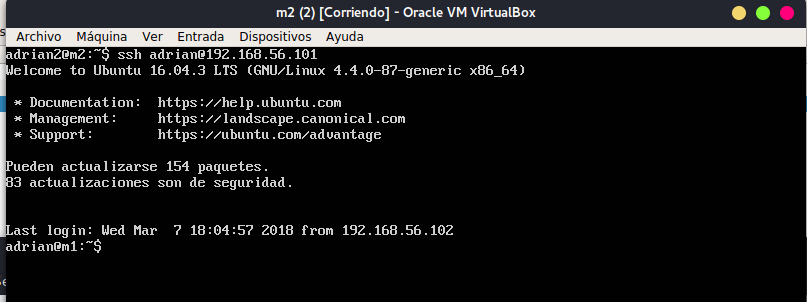 m2 (2) [Corriendo] - Oracle VM VirtualBox
Archivo Máquina Ver Entrada Dispositivos Ayuda
adrian2@m2:~$ ssh adrian@192.168.56.101
Welcome to Ubuntu 16.04.3 LTS (GNU/Linux 4.4.0-87-generic x86_64)
* Documentation: https://help.ubuntu.com
* Management: https://landscape.canonical.com
* Support: https://ubuntu.com/advantage
Pueden actualizarse 154 paquetes.
83 actualizaciones son de seguridad.
Last login: Wed Mar 7 18:04:57 2018 from 192.168.56.102
adrian@m1:~$